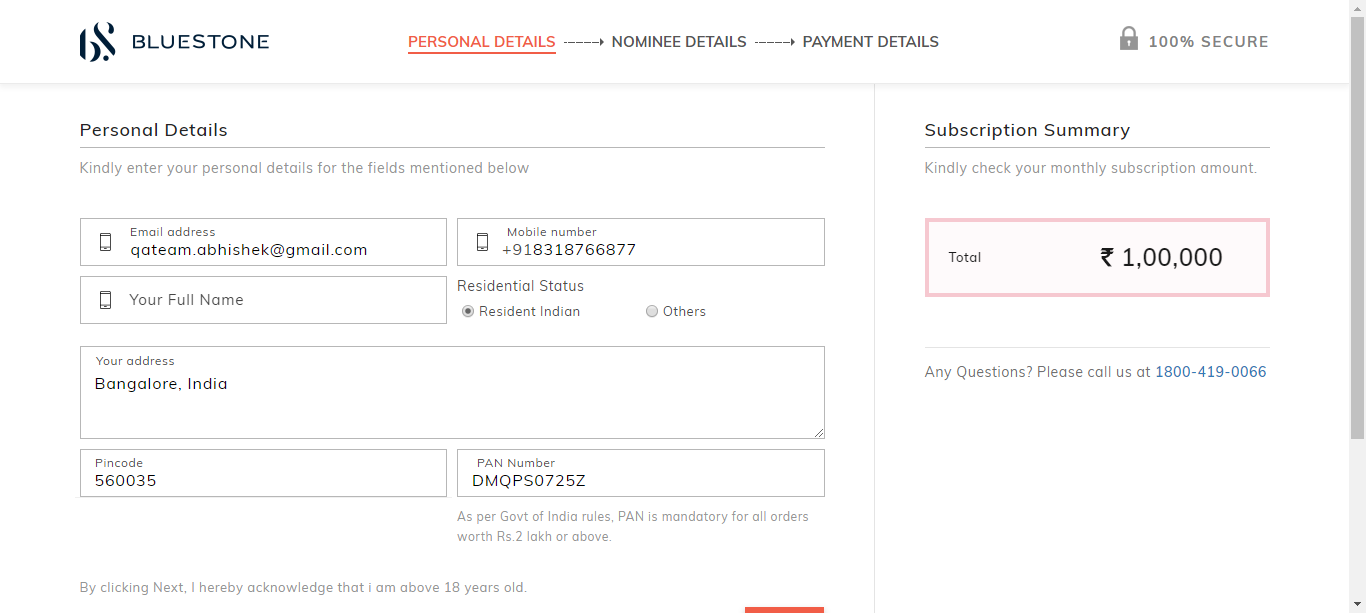 BLUESTONE
PERSONAL DETAILS NOMINEE DETAILS PAYMENT DETAILS
100% SECURE
Personal Details
Kindly enter your personal details for the fields mentioned below
Email address
qateam.abhishek@gmail.com
Mobile number
+918318766877
Your Full Name
Residential Status
Resident Indian Others
Your address
Bangalore, India
Pincode
560035
PAN Number
DMQPS0725Z
As per Govt of India rules, PAN is mandatory for all orders
worth Rs.2 lakh or above.
By clicking Next, I hereby acknowledge that i am above 18 years old.
Subscription Summary
Kindly check your monthly subscription amount.
Total ₹ 1,00,000
Any Questions? Please call us at 1800-419-0066